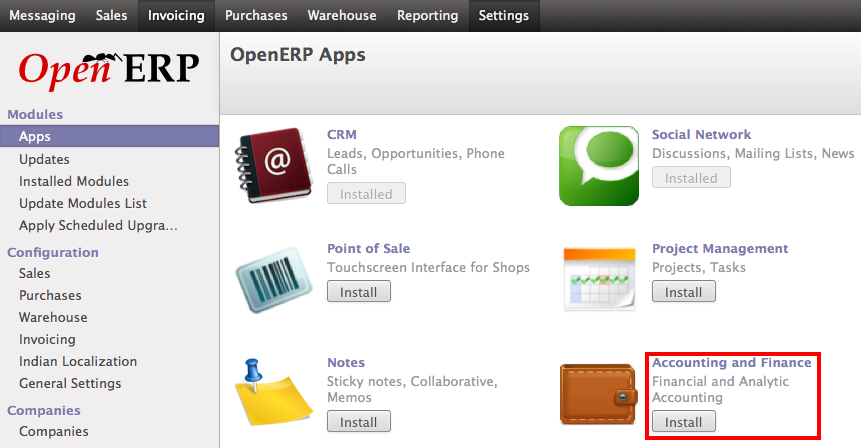 Messaging Sales Invoicing Purchases Warehouse Reporting Settings
Open ERP
Modules
Apps
Updates
Installed Modules
Update Modules List
Apply Scheduled Upgra...
Configuration
Sales
Purchases
Warehouse
Invoicing
Indian Localization
General Settings
Companies
Companies
OpenERP Apps
@
CRM
Leads, Opportunities, Phone
Calls
Installed
Social Network
Discussions, Mailing Lists, News
Installed
Point of Sale
Touchscreen Interface for Shops
Install
Project Management
Projects, Tasks
Install
Notes
Sticky notes, Collaborative,
Memos
Install
Accounting and Finance
Financial and Analytic
Accounting
Install